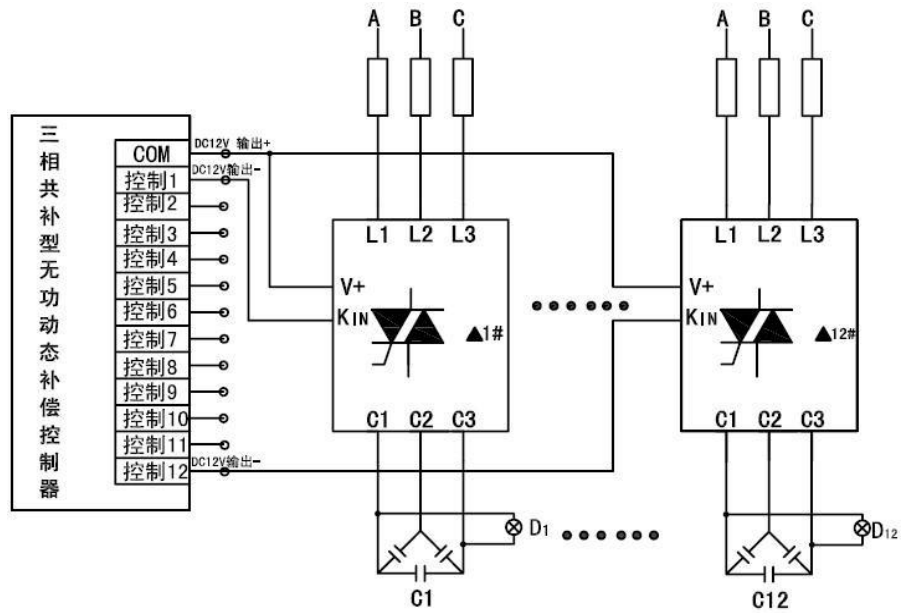 三相共补型无功动态补偿控制器
COM
控制1
控制2
控制3
控制4
控制5
控制6
控制7
控制8
控制9
控制10
控制11
控制12
DC12V 输出+
DC12V输出-
DC12V输出-
A B C
L1 L2 L3
V+
KIN
▲1#
C1 C2 C3
D1
C1
A B C
L1 L2 L3
V+
KIN
▲12#
C1 C2 C3
D12
C12